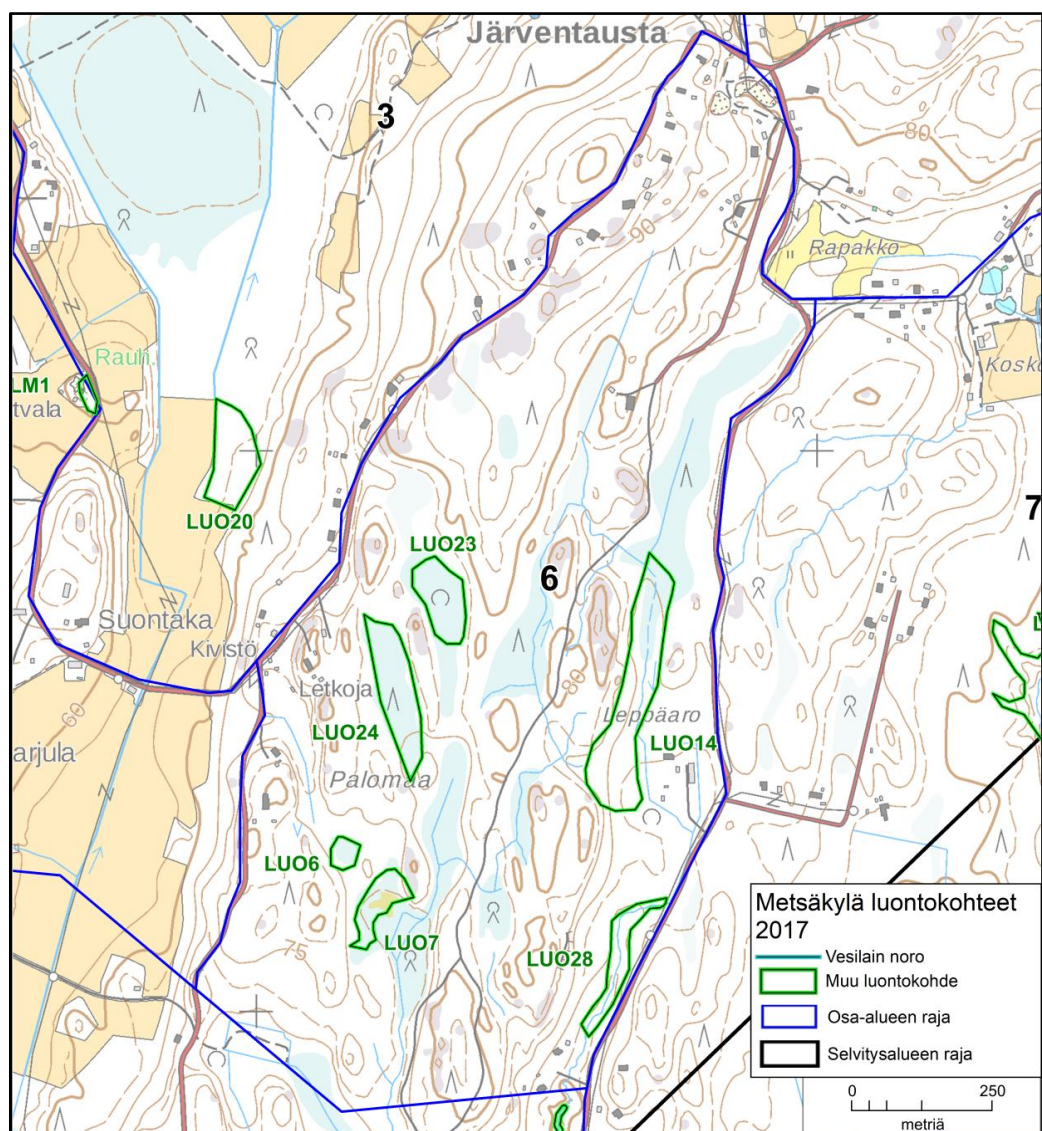 Järventausta
3
80
90
Rapakko
Rauh.
LM1
tvala
Kosk
LUO20
LUO23
7
6
Suontaka
Kivistö
80
Letkoja
Leppäaro
LUO24
LUO14
60
arjula
Palomaa
LUO6
LUO7
75
LUO28
Metsäkylä luontokohteet
2017
Vesilain noro
Muu luontokohde
Osa-alueen raja
Selvitysalueen raja
0 250
metriä